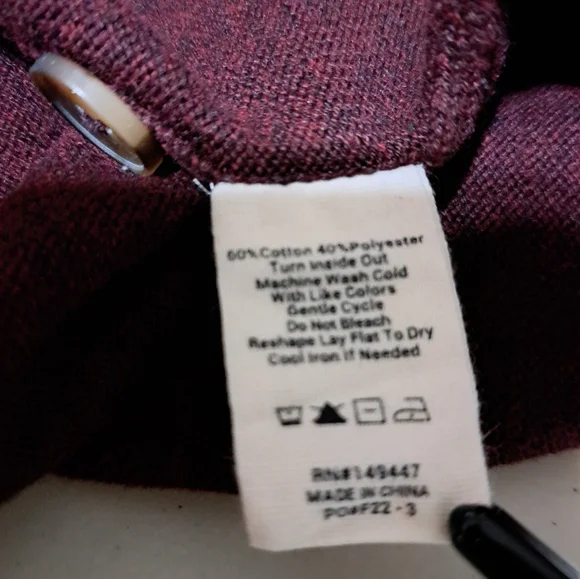 60%Cotton 40%Polyester
Turn Inside Out
Machine Wash Cold
With Like Colors
Gentle Cycle
Do Not Bleach
Reshape Lay Flat To Dry
Cool Iron If Needed
RN#149447
MADE IN CHINA
PO#F22-3